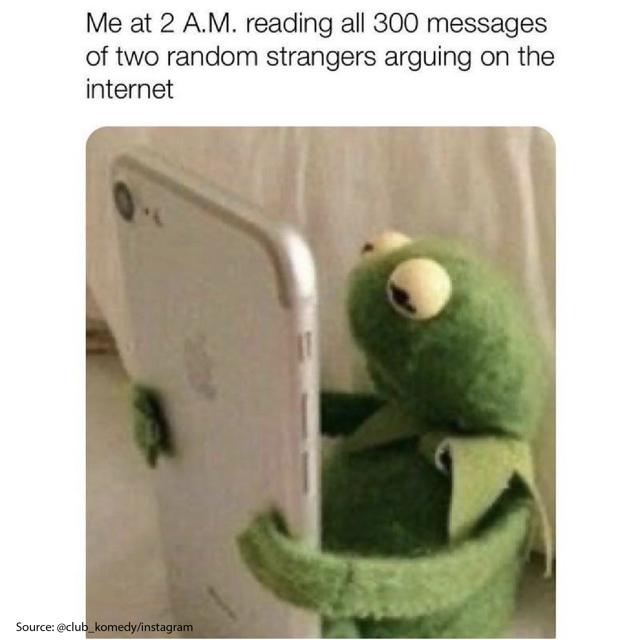 Me at 2 A.M. reading all 300 messages
of two random strangers arguing on the
internet
Source: @club_komedy/instagram